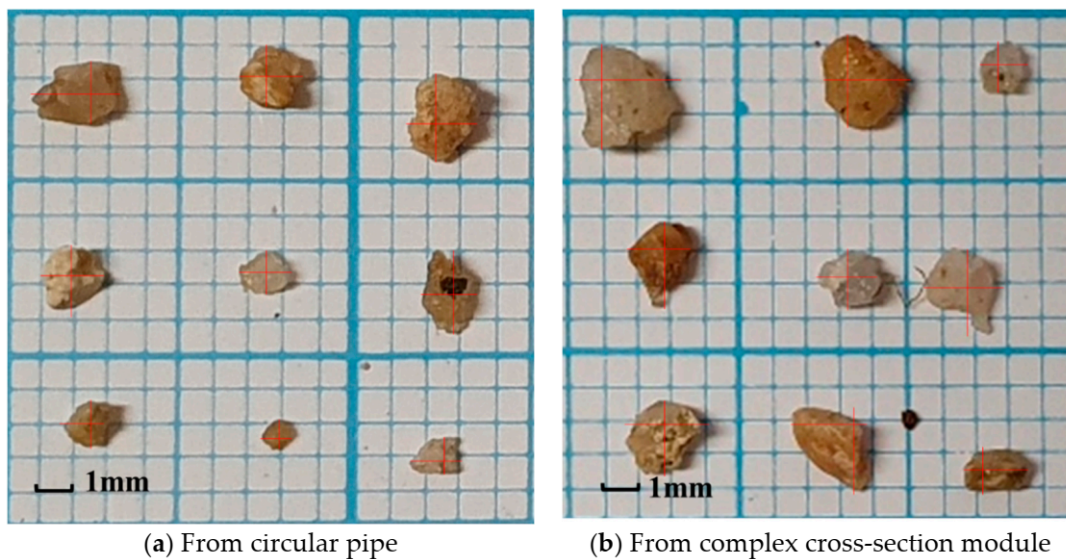 1mm
1mm
(a) From circular pipe
(b) From complex cross-section module